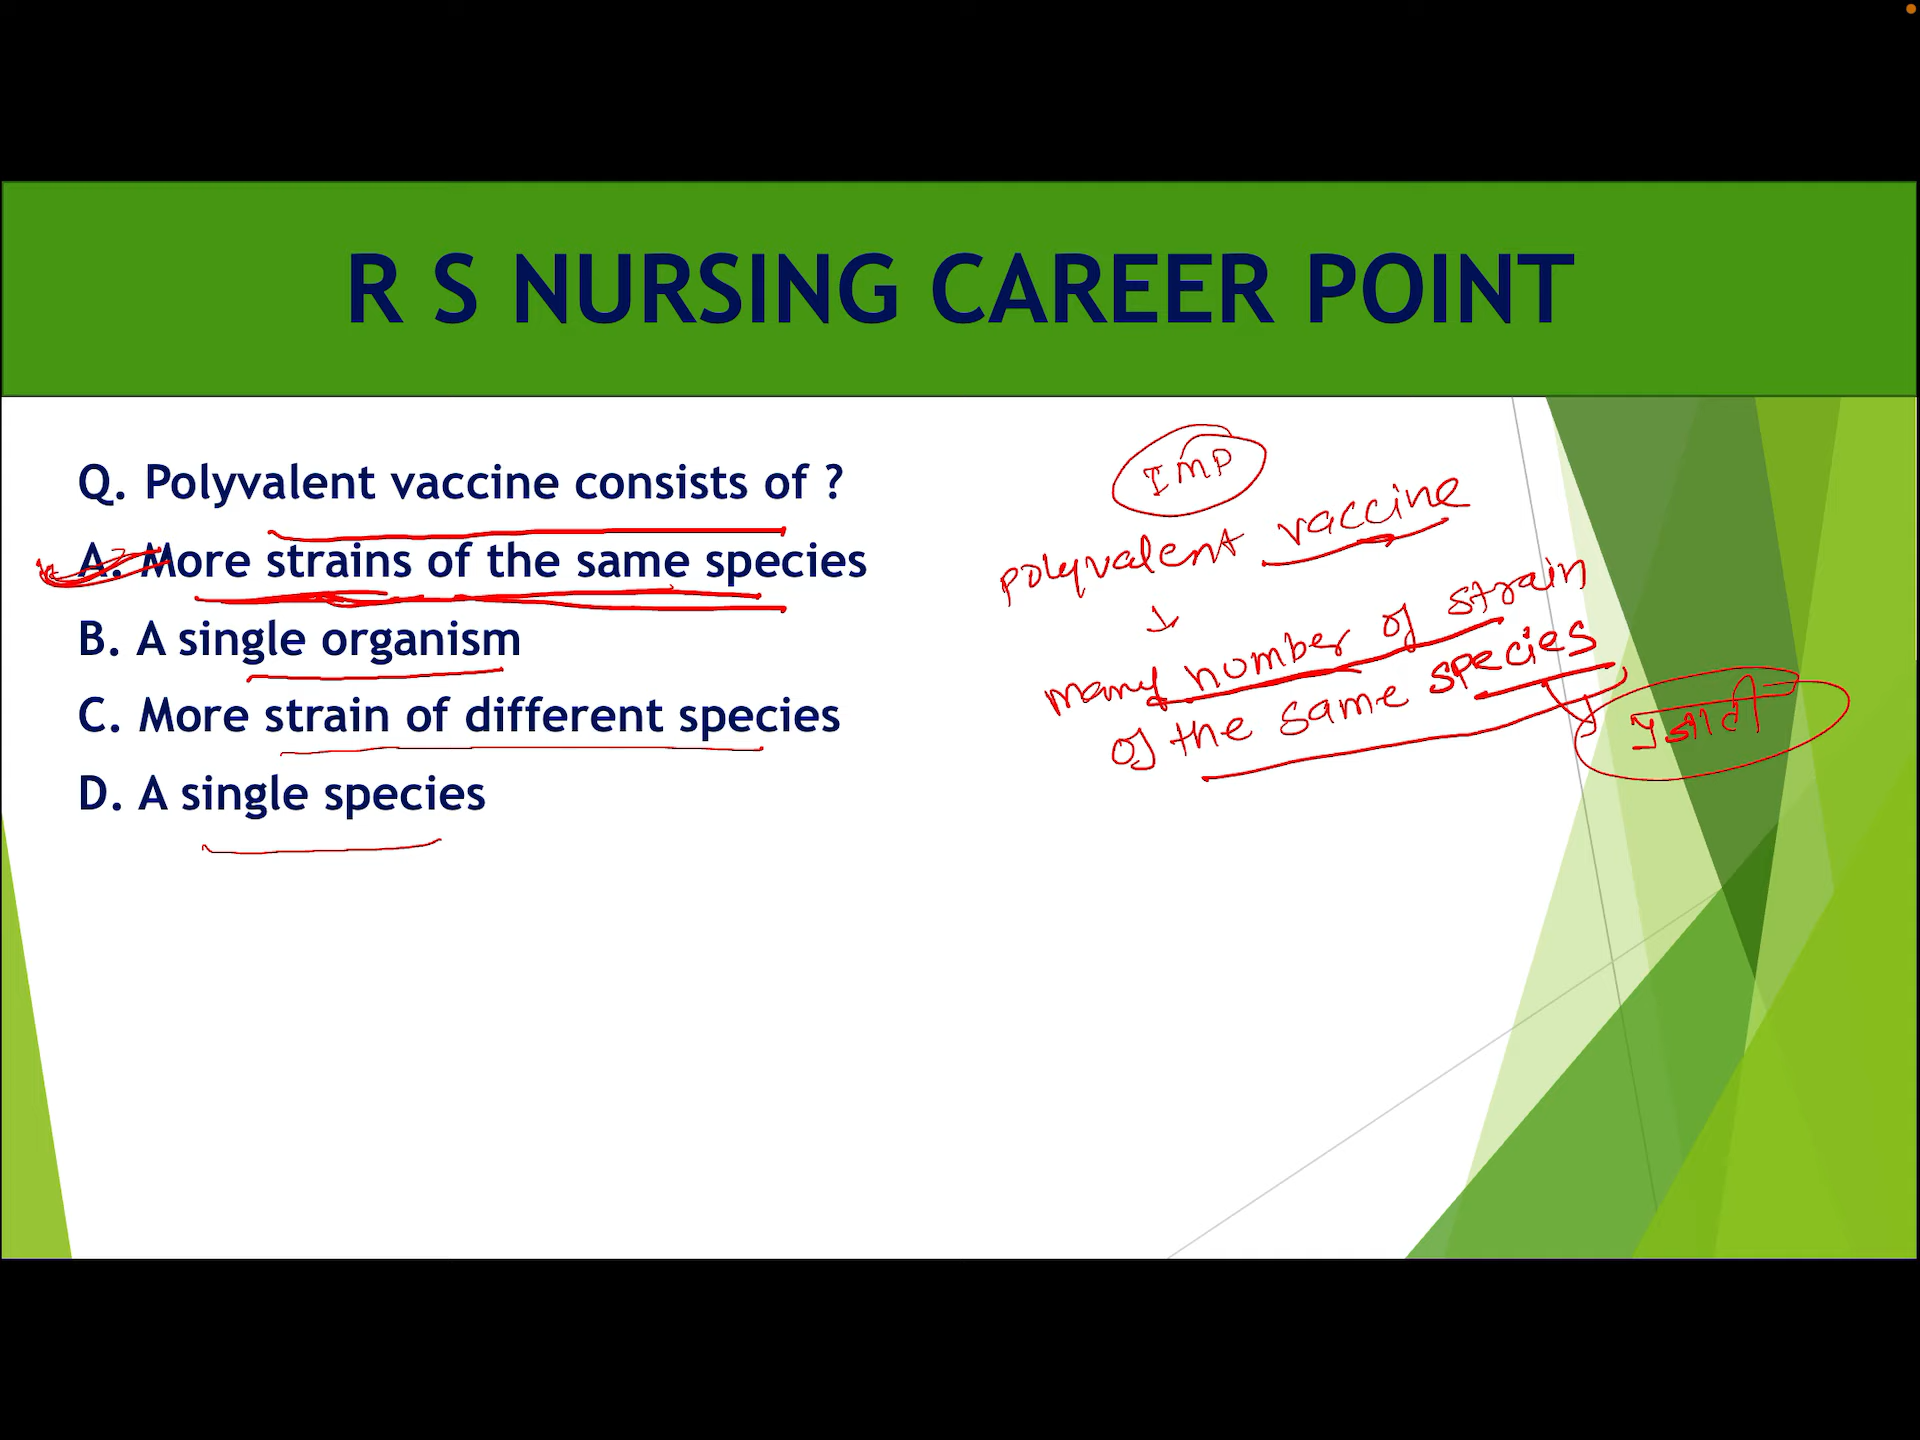 R S NURSING CAREER POINT
Q. Polyvalent vaccine consists of ?
A. More strains of the same species
B. A single organism
C. More strain of different species
D. A single species
IMP
polyvalent vaccine
many number of strain
of the same species